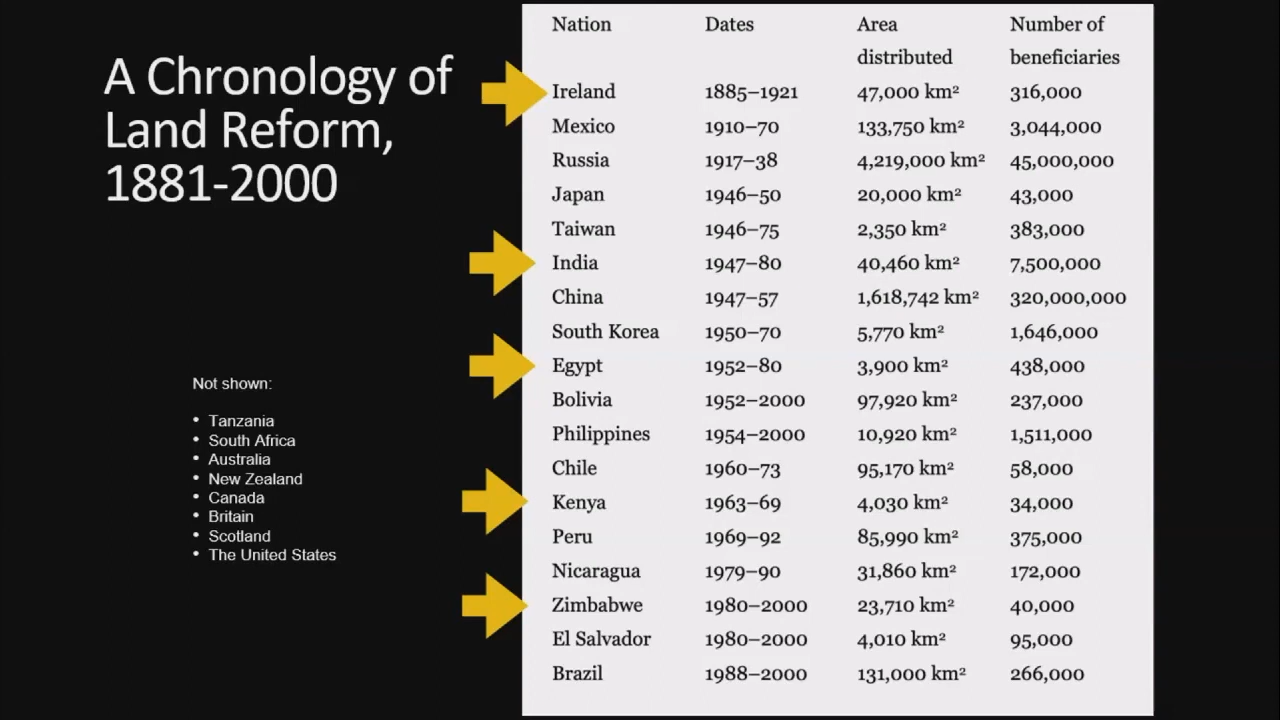 A Chronology of
Land Reform,
1881-2000
Not shown:
• Tanzania
• South Africa
• Australia
• New Zealand
• Canada
• Britain
• Scotland
• The United States
Nation Dates Area distributed Number of beneficiaries
Ireland 1885–1921 47,000 km² 316,000
Mexico 1910–70 133,750 km² 3,044,000
Russia 1917–38 4,219,000 km² 45,000,000
Japan 1946–50 20,000 km² 43,000
Taiwan 1946–75 2,350 km² 383,000
India 1947–80 40,460 km² 7,500,000
China 1947–57 1,618,742 km² 320,000,000
South Korea 1950–70 5,770 km² 1,646,000
Egypt 1952–80 3,900 km² 438,000
Bolivia 1952–2000 97,920 km² 237,000
Philippines 1954–2000 10,920 km² 1,511,000
Chile 1960–73 95,170 km² 58,000
Kenya 1963–69 4,030 km² 34,000
Peru 1969–92 85,990 km² 375,000
Nicaragua 1979–90 31,860 km² 172,000
Zimbabwe 1980–2000 23,710 km² 40,000
El Salvador 1980–2000 4,010 km² 95,000
Brazil 1988–2000 131,000 km² 266,000